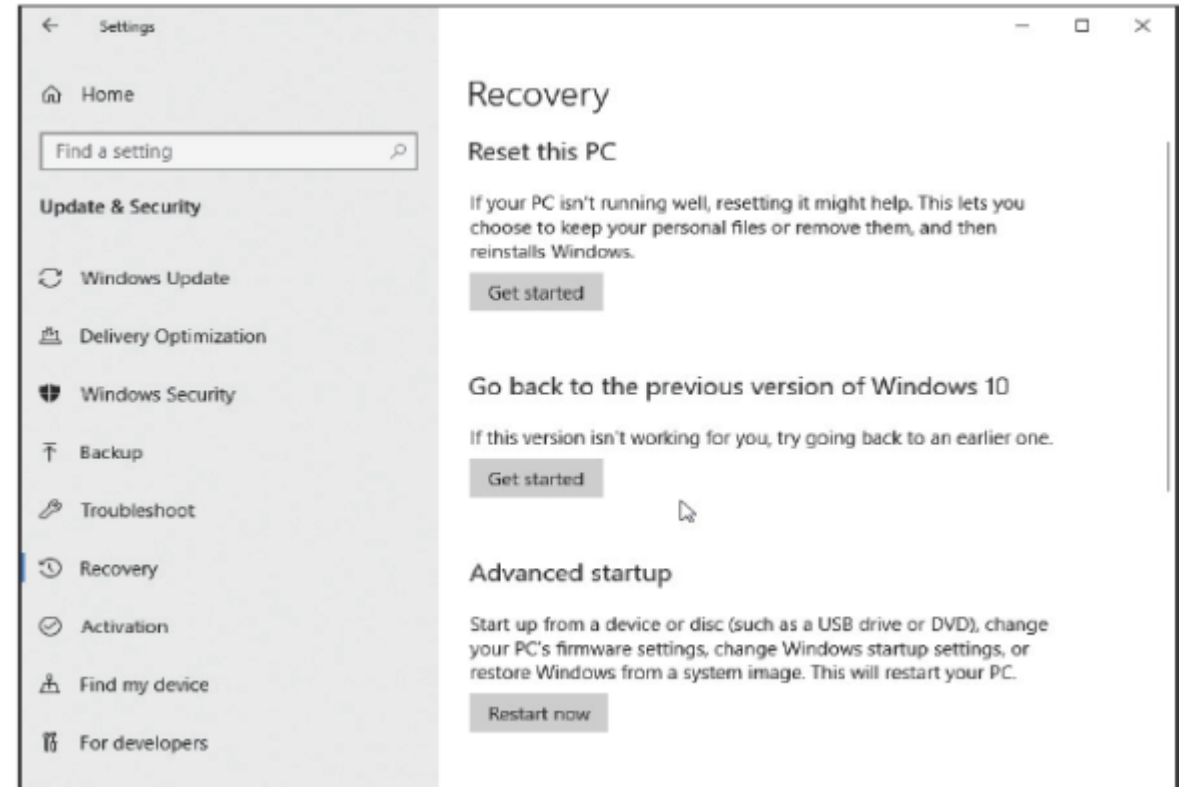 Settings
Home
Find a setting
Update & Security
Windows Update
Delivery Optimization
Windows Security
Backup
Troubleshoot
Recovery
Activation
Find my device
For developers
Recovery
Reset this PC
If your PC isn't running well, resetting it might help. This lets you
choose to keep your personal files or remove them, and then
reinstalls Windows.
Get started
Go back to the previous version of Windows 10
If this version isn't working for you, try going back to an earlier one.
Get started
Advanced startup
Start up from a device or disc (such as a USB drive or DVD), change
your PC's firmware settings, change Windows startup settings, or
restore Windows from a system image. This will restart your PC.
Restart now